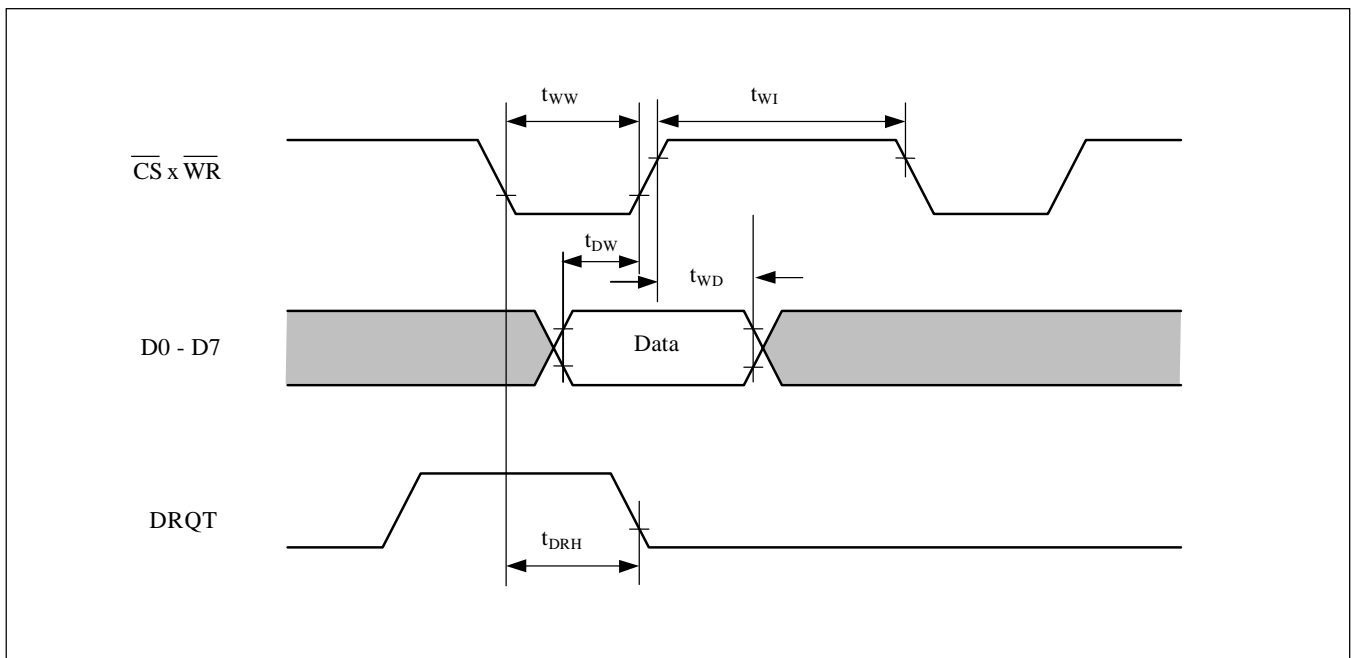 tWW
tWI
CS x WR
tDW
tWD
D0 - D7
Data
DRQT
tDRH